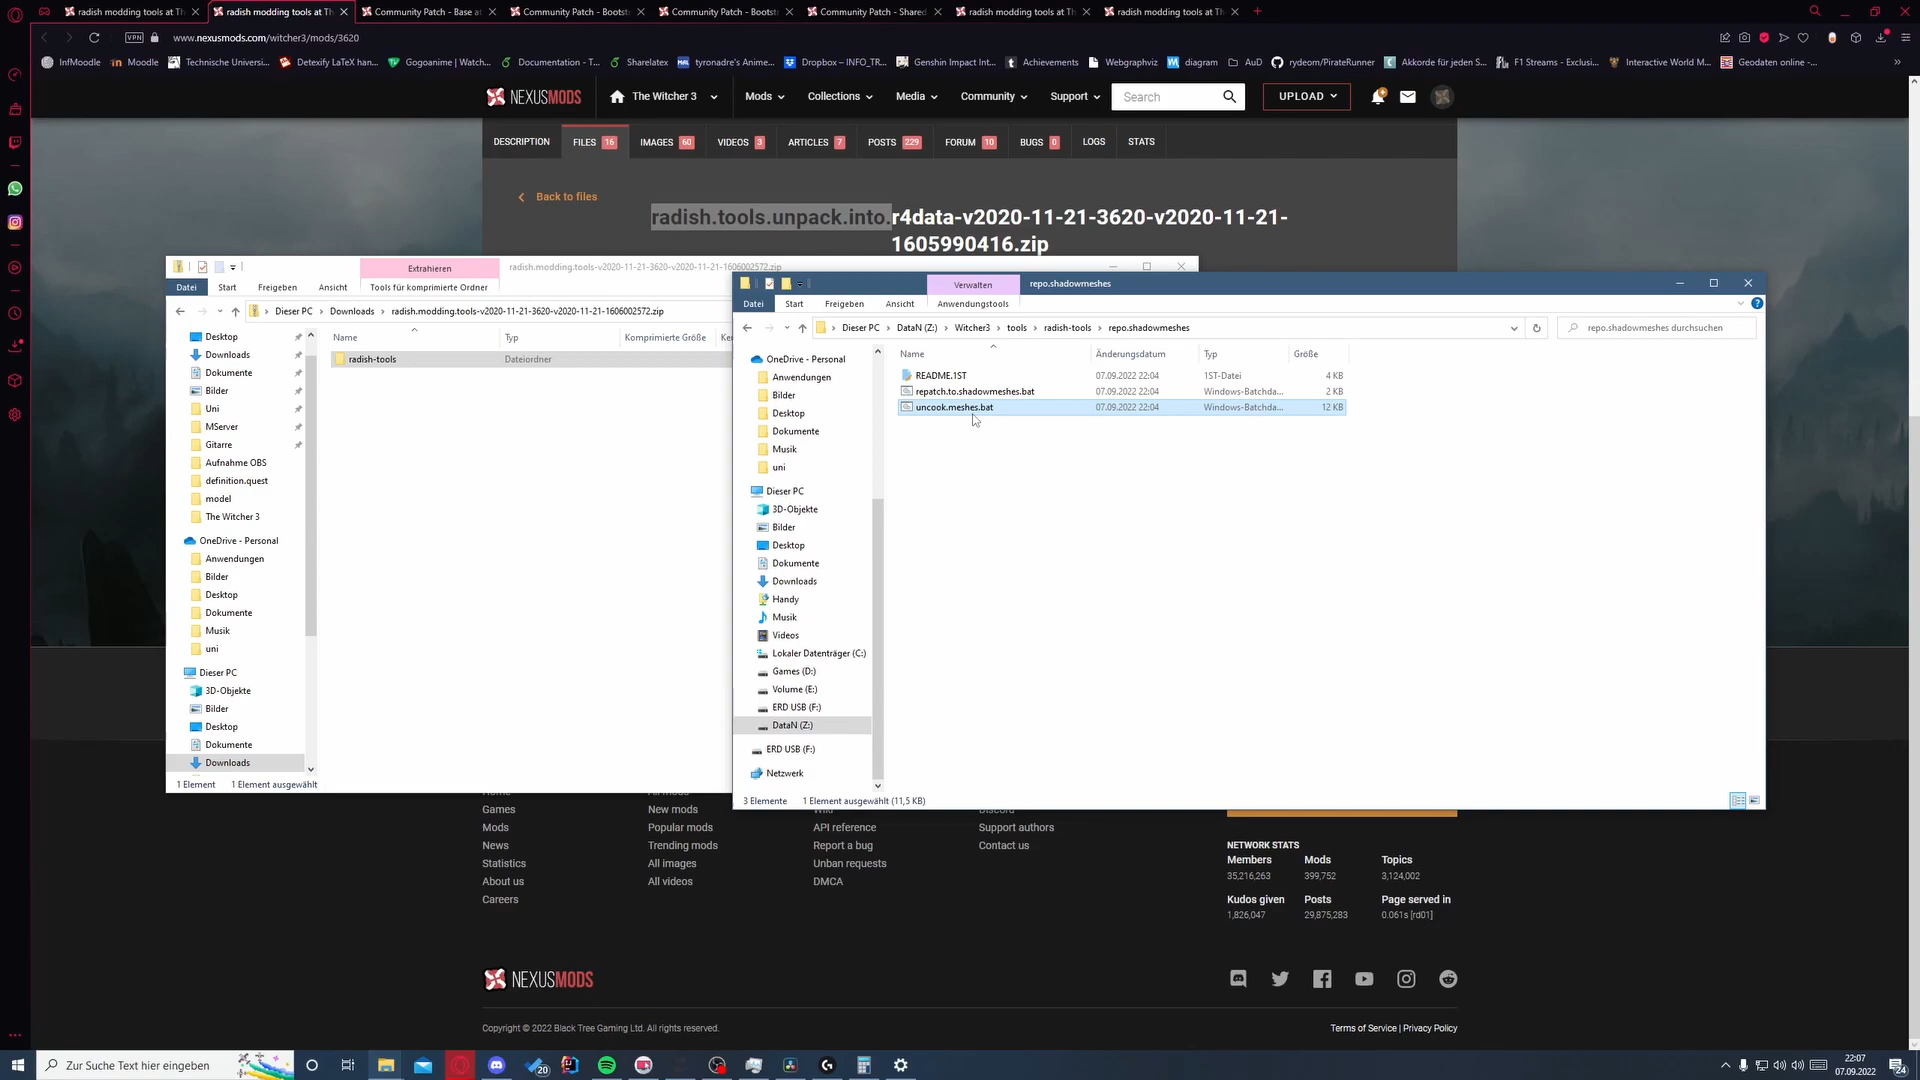 radish modding tools at Th
radish modding tools at Th
Community Patch - Base at
Community Patch - Bootst
Community Patch - Bootst
Community Patch - Shared
radish modding tools at Th
radish modding tools at Th
VPN
www.nexusmods.com/witcher3/mods/3620
InfMoodle
Moodle
Technische Universi...
Detexify LaTeX han...
Gogoanime | Watch...
Documentation - T...
Sharelatex
tyronadre's Anime...
Dropbox – INFO_TR...
Genshin Impact Int...
Achievements
Webgraphviz
diagram
AuD
rydeom/PirateRunner
Akkorde für jeden S...
F1 Streams - Exclusi...
Interactive World M...
Geodaten online -...
NEXUSMODS
The Witcher 3
Mods
Collections
Media
Community
Support
Search
UPLOAD
DESCRIPTION
FILES 16
IMAGES 60
VIDEOS 3
ARTICLES 7
POSTS 229
FORUM 10
BUGS 0
LOGS
STATS
Back to files
radish.tools.unpack.into.r4data-v2020-11-21-3620-v2020-11-21-
1605990416.zip
Extrahieren
radish.modding.tools-v2020-11-21-3620-v2020-11-21-1606002572.zip
Datei
Start
Freigeben
Ansicht
Tools für komprimierte Ordner
Dieser PC
Downloads
radish.modding.tools-v2020-11-21-3620-v2020-11-21-1606002572.zip
Desktop
Downloads
Dokumente
Bilder
Uni
MServer
Gitarre
Aufnahme OBS
definition.quest
model
The Witcher 3
OneDrive - Personal
Anwendungen
Bilder
Desktop
Dokumente
Musik
uni
Dieser PC
3D-Objekte
Bilder
Desktop
Dokumente
Downloads
Name
Typ
Komprimierte Größe
radish-tools
Dateiordner
1 Element
1 Element ausgewählt
Verwalten
repo.shadowmeshes
Datei
Start
Freigeben
Ansicht
Anwendungstools
Dieser PC
DataN (Z:)
Witcher3
tools
radish-tools
repo.shadowmeshes
repo.shadowmeshes durchsuchen
OneDrive - Personal
Anwendungen
Bilder
Desktop
Dokumente
Musik
uni
Dieser PC
3D-Objekte
Bilder
Desktop
Dokumente
Downloads
Handy
Musik
Videos
Lokaler Datenträger (C:)
Games (D:)
Volume (E:)
ERD USB (F:)
DataN (Z:)
ERD USB (F:)
Netzwerk
Name
Änderungsdatum
Typ
Größe
README.1ST
07.09.2022 22:04
1ST-Datei
4 KB
repatch.to.shadowmeshes.bat
07.09.2022 22:04
Windows-Batchda...
2 KB
uncook.meshes.bat
07.09.2022 22:04
Windows-Batchda...
12 KB
3 Elemente
1 Element ausgewählt (11,5 KB)
Games
Mods
News
Statistics
About us
Careers
New mods
Popular mods
Trending mods
All images
All videos
API reference
Report a bug
Unban requests
DMCA
Support authors
Contact us
NETWORK STATS
Members
Mods
Topics
35,216,263
399,752
3,124,002
Kudos given
Posts
Page served in
1,826,047
29,875,283
0.061s [rd01]
NEXUSMODS
Copyright © 2022 Black Tree Gaming Ltd. All rights reserved.
Terms of Service | Privacy Policy
Zur Suche Text hier eingeben
20
22:07
07.09.2022
24